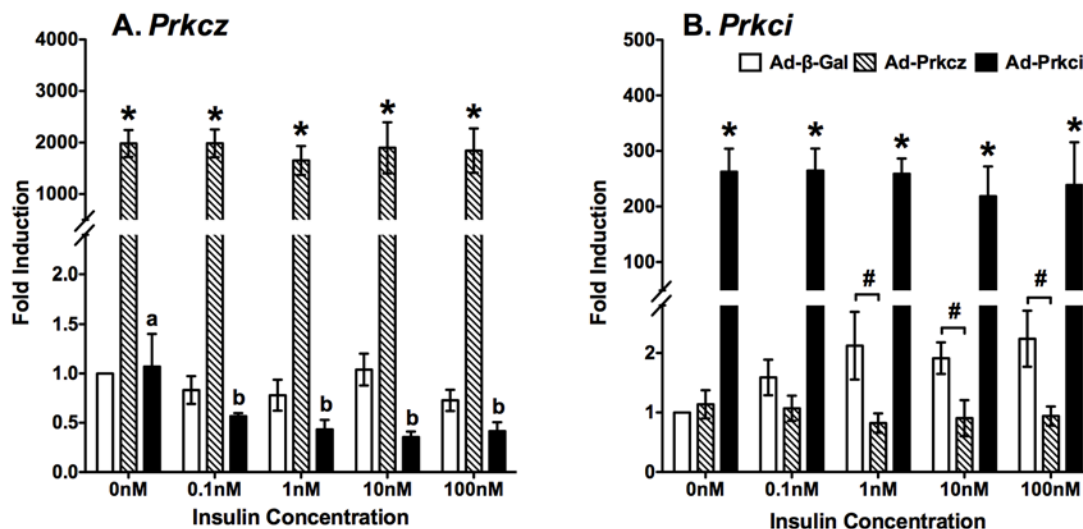 A. Prkcz
Fold Induction
4000
3000
2000
1000
2.0
1.5
1.0
0.5
0.0
* * * * *
a b b b b
0nM 0.1nM 1nM 10nM 100nM
Insulin Concentration
B. Prkci
Ad-β-Gal Ad-Prkcz Ad-Prkci
Fold Induction
500
400
300
200
100
2
1
0
* * * * *
# # #
0nM 0.1nM 1nM 10nM 100nM
Insulin Concentration